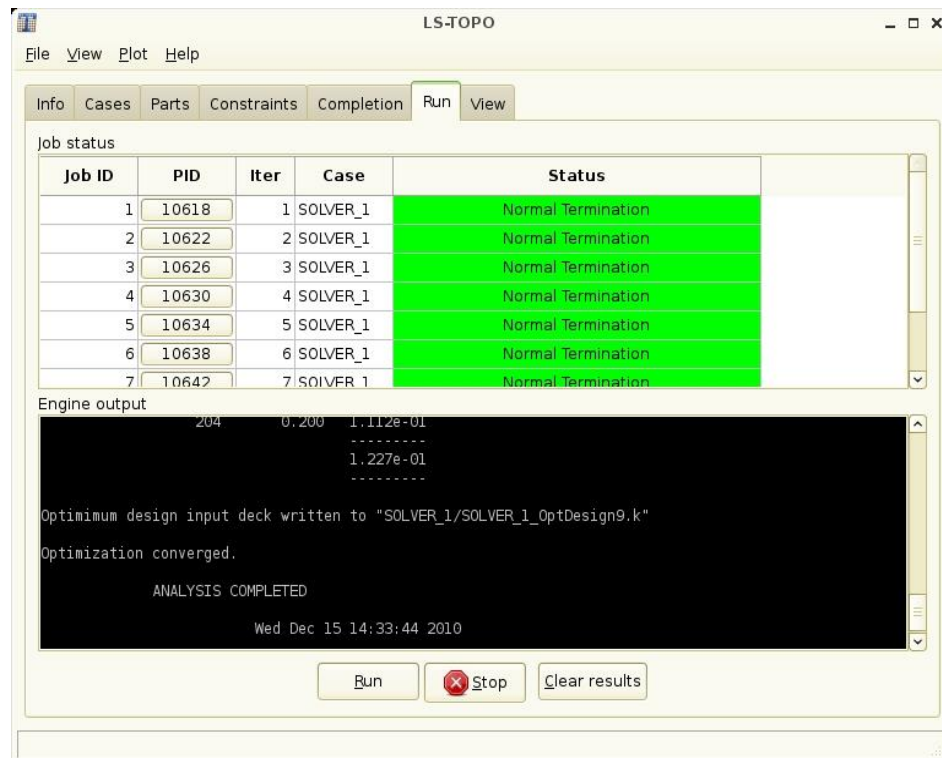 LS-TOPO
File View Plot Help
Info Cases Parts Constraints Completion Run View
Job status
Job ID PID Iter Case Status
1 10618 1 SOLVER_1 Normal Termination
2 10622 2 SOLVER_1 Normal Termination
3 10626 3 SOLVER_1 Normal Termination
4 10630 4 SOLVER_1 Normal Termination
5 10634 5 SOLVER_1 Normal Termination
6 10638 6 SOLVER_1 Normal Termination
7 10642 7 SOLVER_1 Normal Termination
Engine output
204 0.200 1.112e-01
---------
1.227e-01
---------
Optimimum design input deck written to "SOLVER_1/SOLVER_1_OptDesign9.k"
Optimization converged.
ANALYSIS COMPLETED
Wed Dec 15 14:33:44 2010
Run Stop Clear results